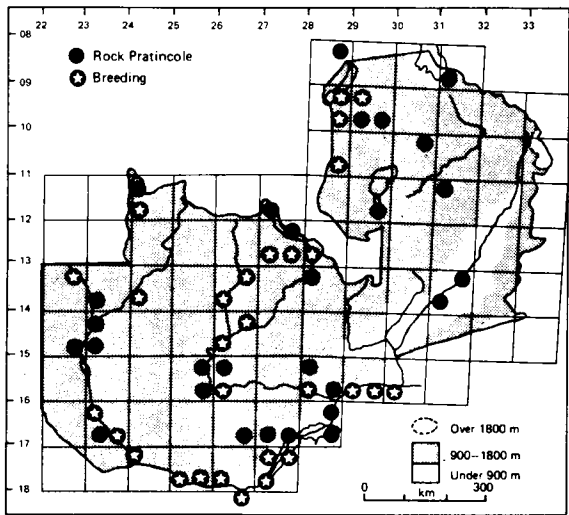 22 23 24 25 26 27 28 29 30 31 32 33
08
09
10
11
12
13
14
15
16
17
18
Rock Pratincole
Breeding
Over 1800 m
900–1800 m
Under 900 m
0 300
km